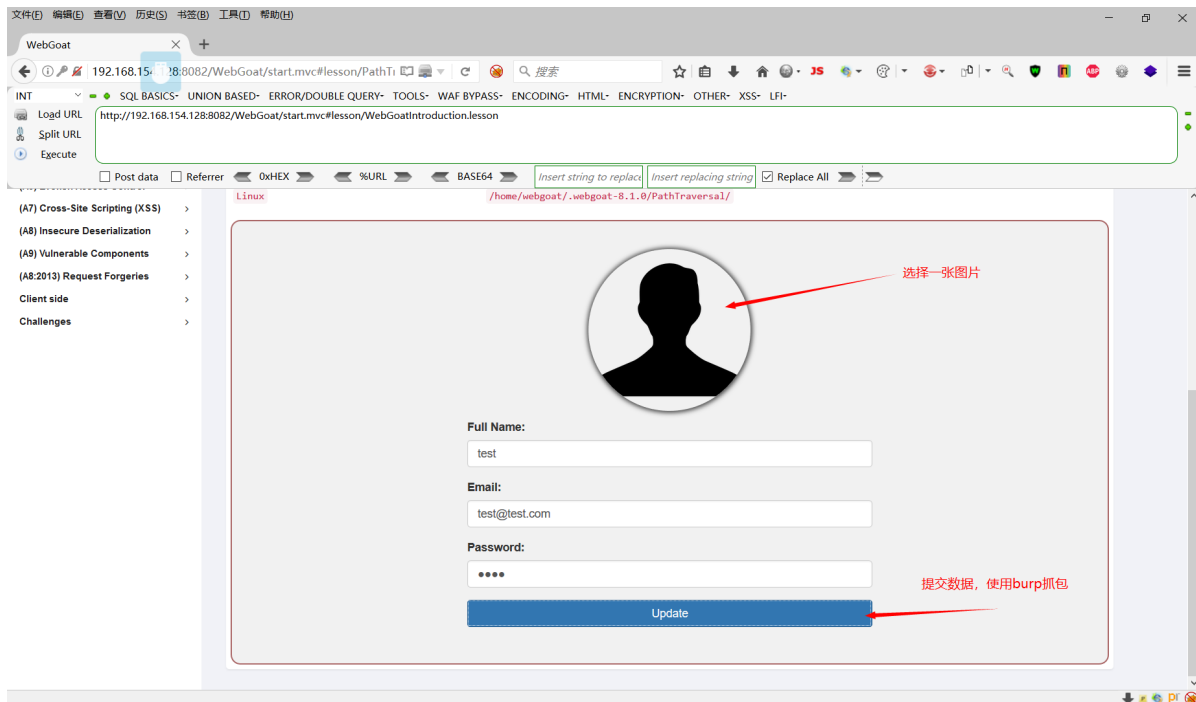 文件(F) 编辑(E) 查看(V) 历史(S) 书签(B) 工具(T) 帮助(H)
WebGoat
192.168.154.128:8082/WebGoat/start.mvc#lesson/PathTr
搜索
INT SQL BASICS- UNION BASED- ERROR/DOUBLE QUERY- TOOLS- WAF BYPASS- ENCODING- HTML- ENCRYPTION- OTHER- XSS- LFI-
Load URL
http://192.168.154.128:8082/WebGoat/start.mvc#lesson/WebGoatIntroduction.lesson
Split URL
Execute
Post data Referrer 0xHEX %URL BASE64 Insert string to replace Insert replacing string Replace All
Linux /home/webgoat/.webgoat-8.1.0/PathTraversal/
(A7) Cross-Site Scripting (XSS)
(A8) Insecure Deserialization
(A9) Vulnerable Components
(A8:2013) Request Forgeries
Client side
Challenges
选择一张图片
Full Name:
test
Email:
test@test.com
Password:
••••
提交数据，使用burp抓包
Update